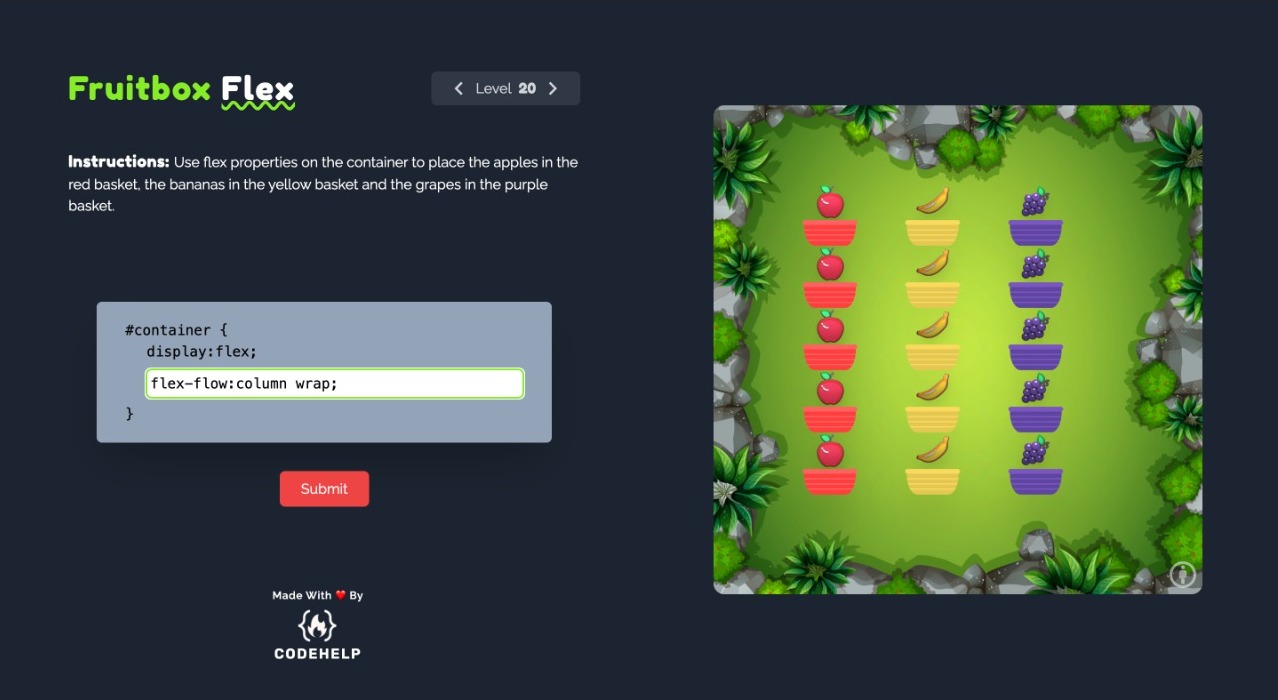 Fruitbox Flex
Level 20
Instructions: Use flex properties on the container to place the apples in the
red basket, the bananas in the yellow basket and the grapes in the purple
basket.
#container {
display:flex;
flex-flow:column wrap;
}
Submit
Made With ❤️ By
CODEHELP